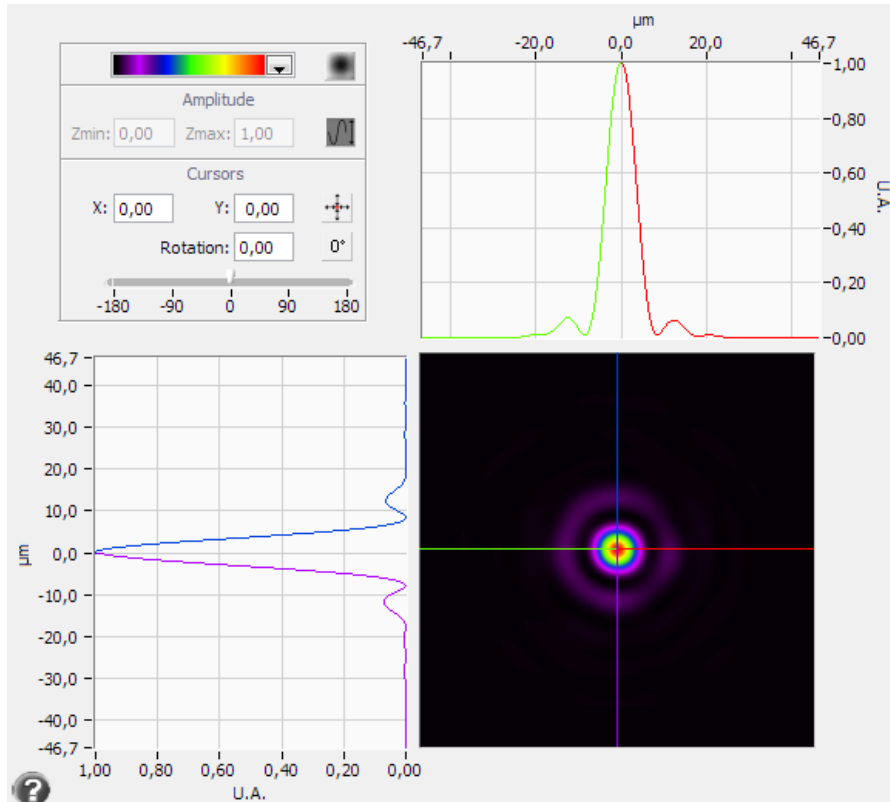 Amplitude
Zmin: 0,00 Zmax: 1,00
Cursors
X: 0,00 Y: 0,00
Rotation: 0,00 0°
-180 -90 0 90 180
µm
-46,7 -20,0 0,0 20,0 46,7
1,00
0,80
0,60
0,40
0,20
0,00
U.A.
46,7
40,0
30,0
20,0
10,0
0,0
-10,0
-20,0
-30,0
-40,0
-46,7
µm
1,00 0,80 0,60 0,40 0,20 0,00
U.A.
?